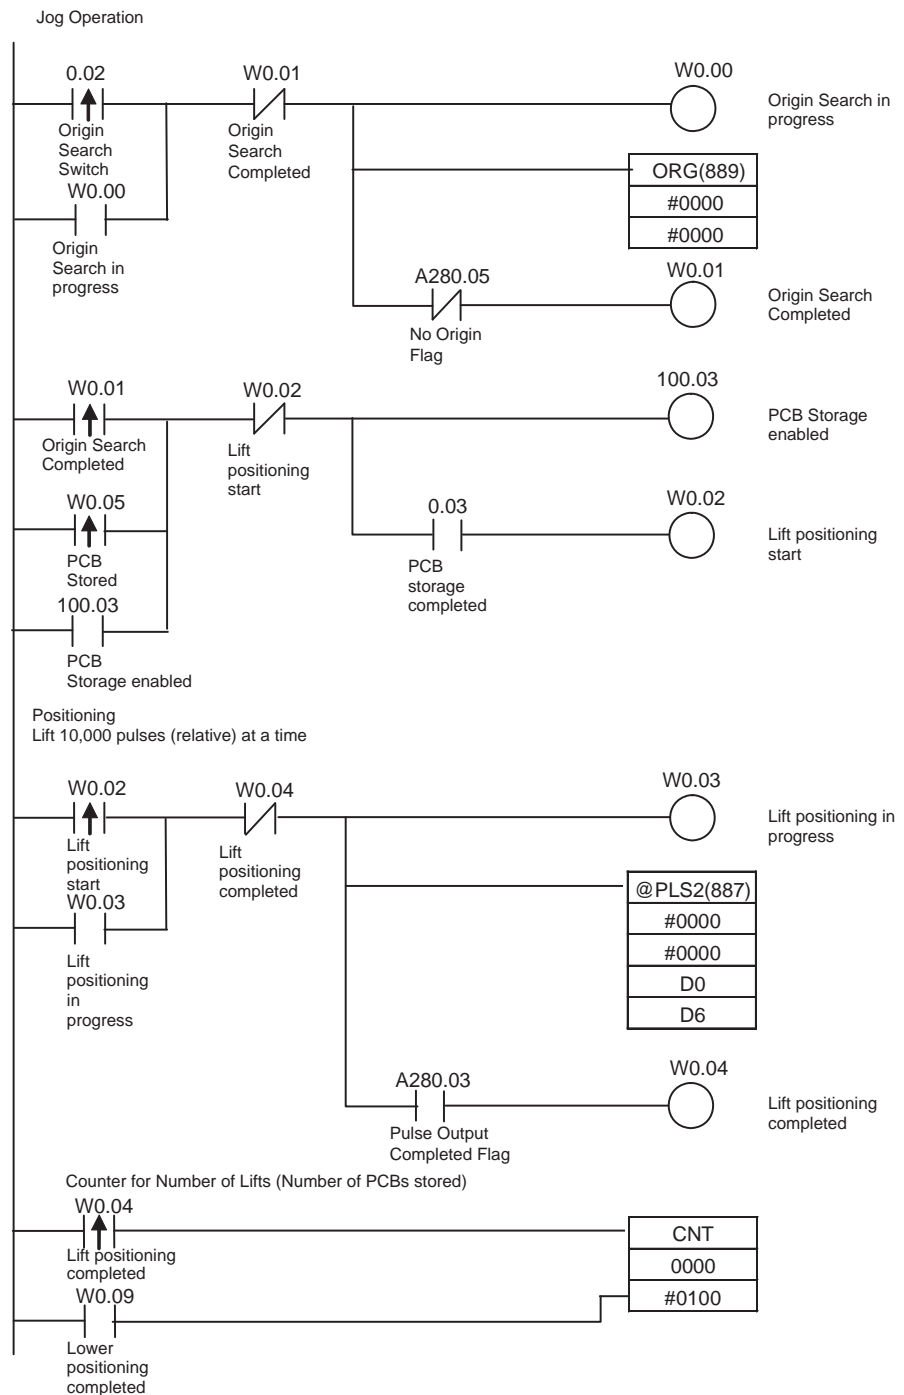 Jog Operation
0.02
W0.01
W0.00
Origin
Search
Switch
Origin
Search
Completed
Origin Search in
progress
ORG(889)
#0000
#0000
W0.00
Origin
Search in
progress
A280.05
W0.01
No Origin
Flag
Origin Search
Completed
W0.01
W0.02
100.03
Origin Search
Completed
Lift
positioning
start
PCB Storage
enabled
W0.05
0.03
W0.02
PCB
Stored
PCB
storage
completed
Lift positioning
start
100.03
PCB
Storage enabled
Positioning
Lift 10,000 pulses (relative) at a time
W0.02
W0.04
W0.03
Lift
positioning
start
Lift
positioning
completed
Lift positioning in
progress
W0.03
Lift
positioning
in
progress
@PLS2(887)
#0000
#0000
D0
D6
A280.03
W0.04
Pulse Output
Completed Flag
Lift positioning
completed
Counter for Number of Lifts (Number of PCBs stored)
W0.04
Lift positioning
completed
CNT
0000
#0100
W0.09
Lower
positioning
completed